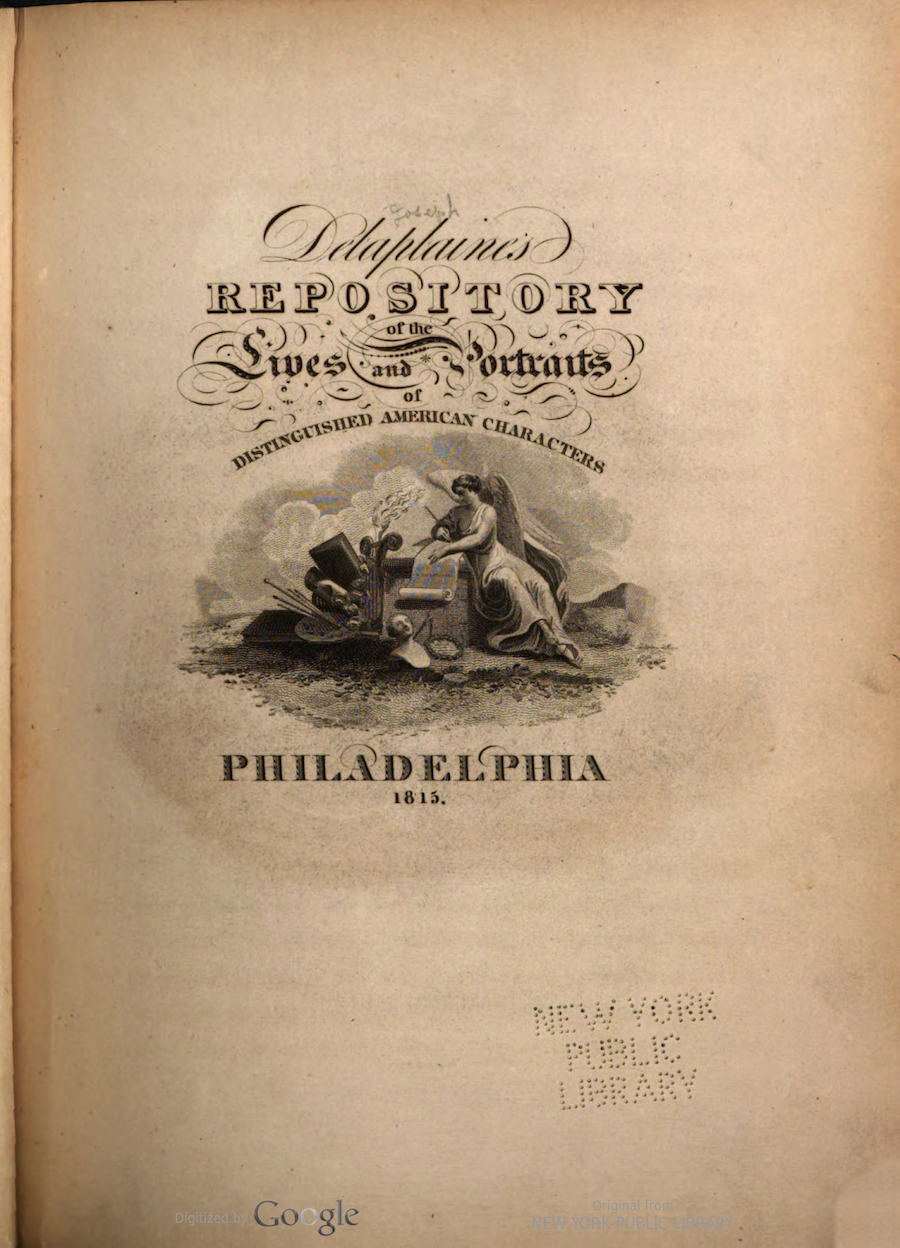 Joseph
Delaplaine's
REPOSITORY
of the
Lives and Portraits
of
DISTINGUISHED AMERICAN CHARACTERS
PHILADELPHIA
1815.
NEW YORK
PUBLIC
LIBRARY
Digitized by Google
Original from
NEW YORK PUBLIC LIBRARY